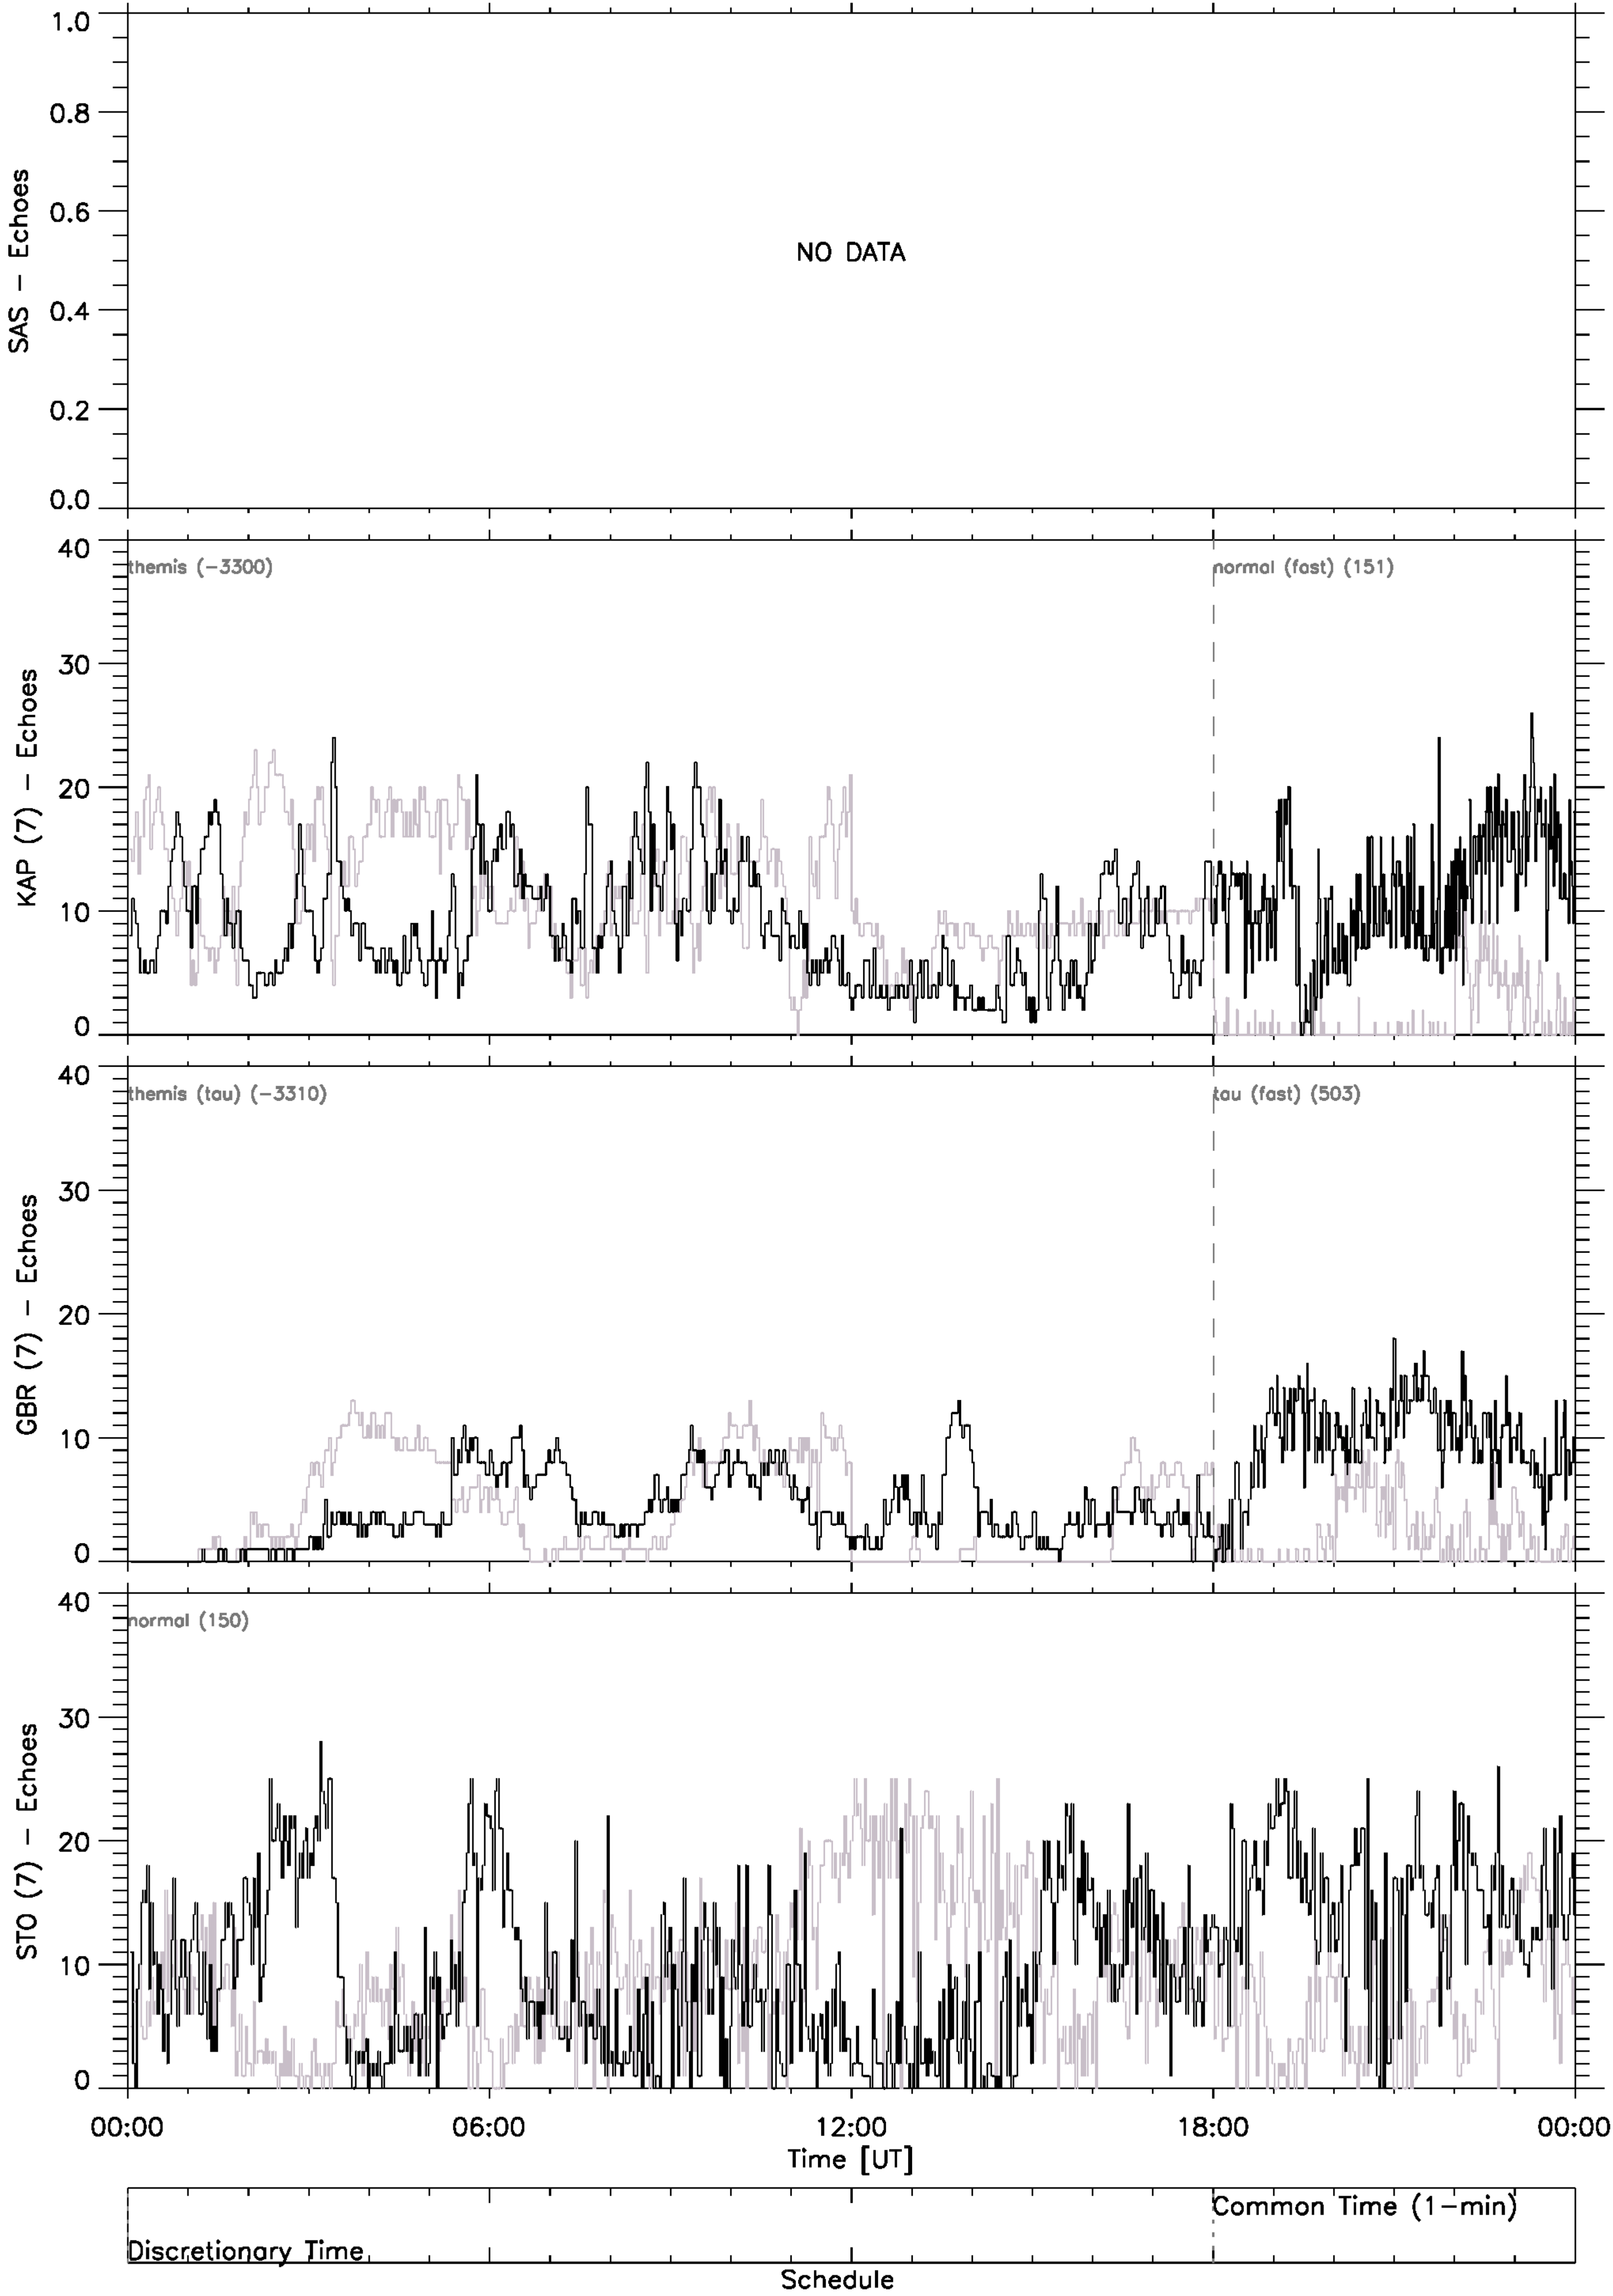 SAS - Echoes
1.0
0.8
0.6
0.4
0.2
0.0
NO DATA
KAP (7) - Echoes
40
30
20
10
0
themis (-3300)
normal (fast) (151)
GBR (7) - Echoes
40
30
20
10
0
themis (tau) (-3310)
tau (fast) (503)
STO (7) - Echoes
40
30
20
10
0
normal (150)
00:00 06:00 12:00 18:00 00:00
Time [UT]
Common Time (1-min)
Discretionary Time
Schedule